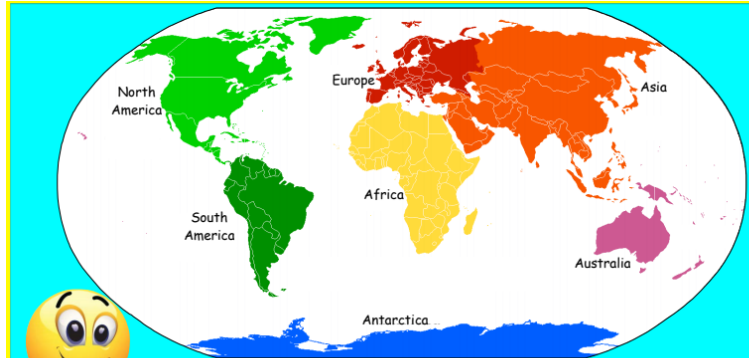 North
America
Europe
Asia
Africa
South
America
Australia
Antarctica